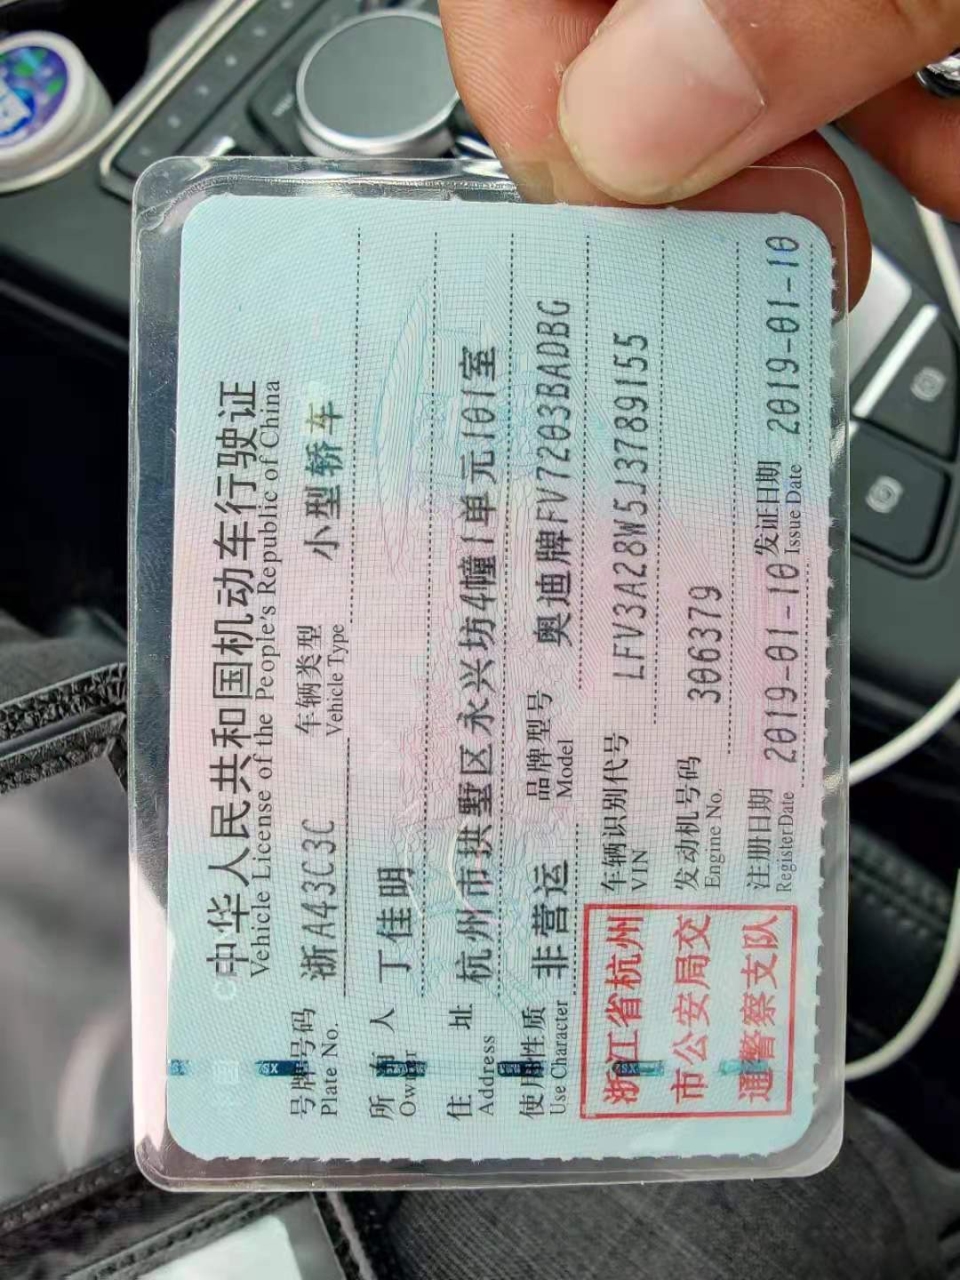 中华人民共和国机动车行驶证
Vehicle License of the People's Republic of China
号牌号码 浙A43C3C 车辆类型 小型轿车
Plate No. Vehicle Type
所有人 丁佳明
Owner
住址 杭州市拱墅区永兴坊4幢1单元101室
Address
使用性质 非营运 品牌型号 奥迪牌FV7203BADBG
Use Character Model
浙江省杭州 车辆识别代号 LFV3A28W5J3789155
VIN
市公安局交 发动机号码 306379
Engine No.
通警察支队 注册日期 2019-01-10 发证日期 2019-01-10
RegisterDate Issue Date